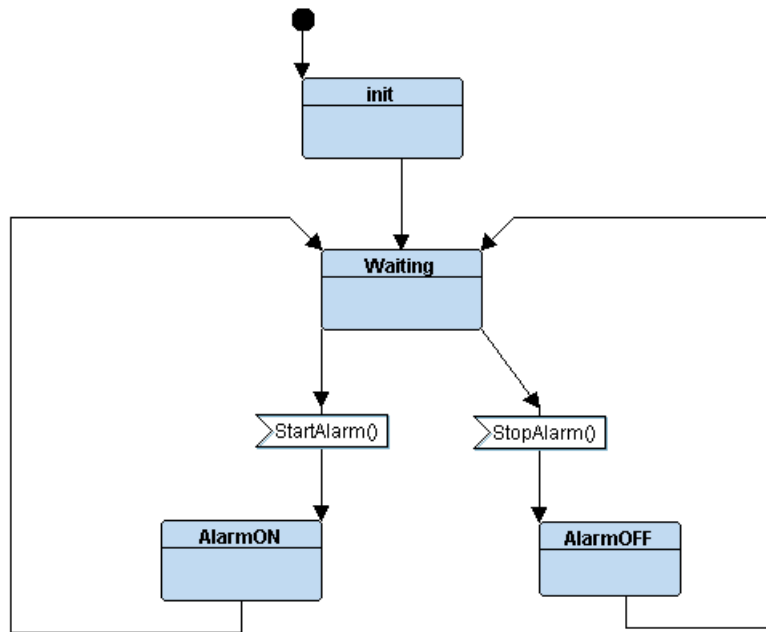 init
Waiting
StartAlarm()
StopAlarm()
AlarmON
AlarmOFF